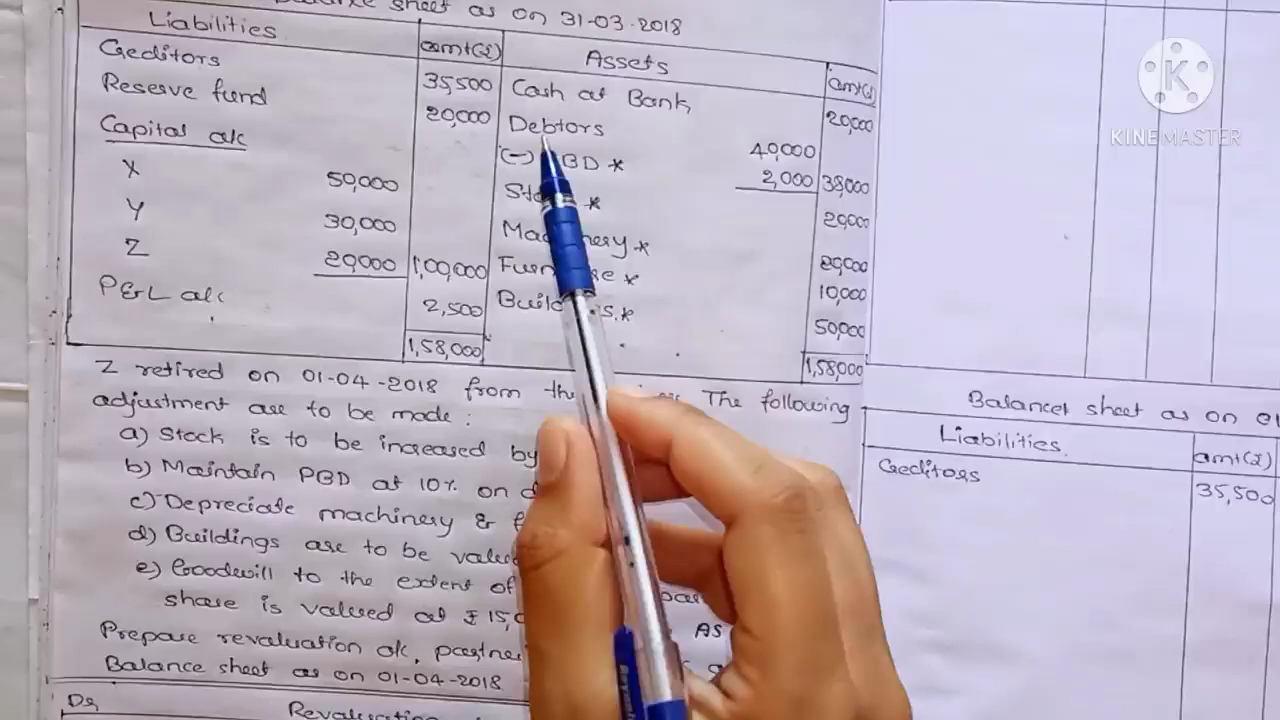 Balance sheet as on 31-03-2018
Liabilities amt(₹) Assets amt(₹)
Creditors 35,500 Cash at Bank 20,000
Reserve fund 20,000 Debtors 40,000
Capital a/c (-) PBD * 2,000 38,000
X 50,000 * 20,000
Y 30,000 * 20,000
Z 20,000 1,00,000 * 10,000
P&L a/c 2,500 * 50,000
1,58,000 1,58,000
Z retired on 01-04-2018 from The following
adjustment are to be made:
a) Stock is to be increased by
b) Maintain PBD at 10% on
c) Depreciate machinery &
d) Buildings are to be
e) Goodwill to the extent of
share is valued at ₹ AS
Prepare revaluation a/c,
Balance sheet as on 01-04-2018
Dr Revaluation
Balance sheet as on
Liabilities amt(₹)
Creditors 35,500
K
KINEMASTER